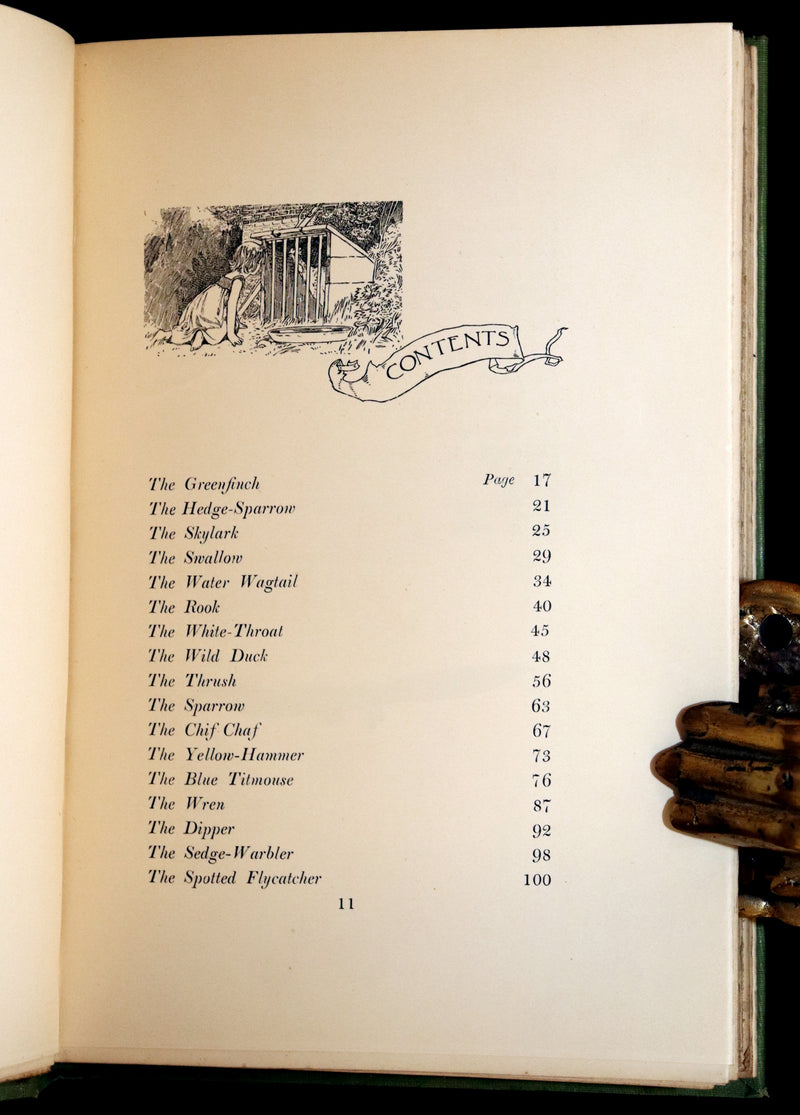 CONTENTS
The Greenfinch Page 17
The Hedge-Sparrow 21
The Skylark 25
The Swallow 29
The Water Wagtail 34
The Rook 40
The White-Throat 45
The Wild Duck 48
The Thrush 56
The Sparrow 63
The Chif Chaf 67
The Yellow-Hammer 73
The Blue Titmouse 76
The Wren 87
The Dipper 92
The Sedge-Warbler 98
The Spotted Flycatcher 100
11